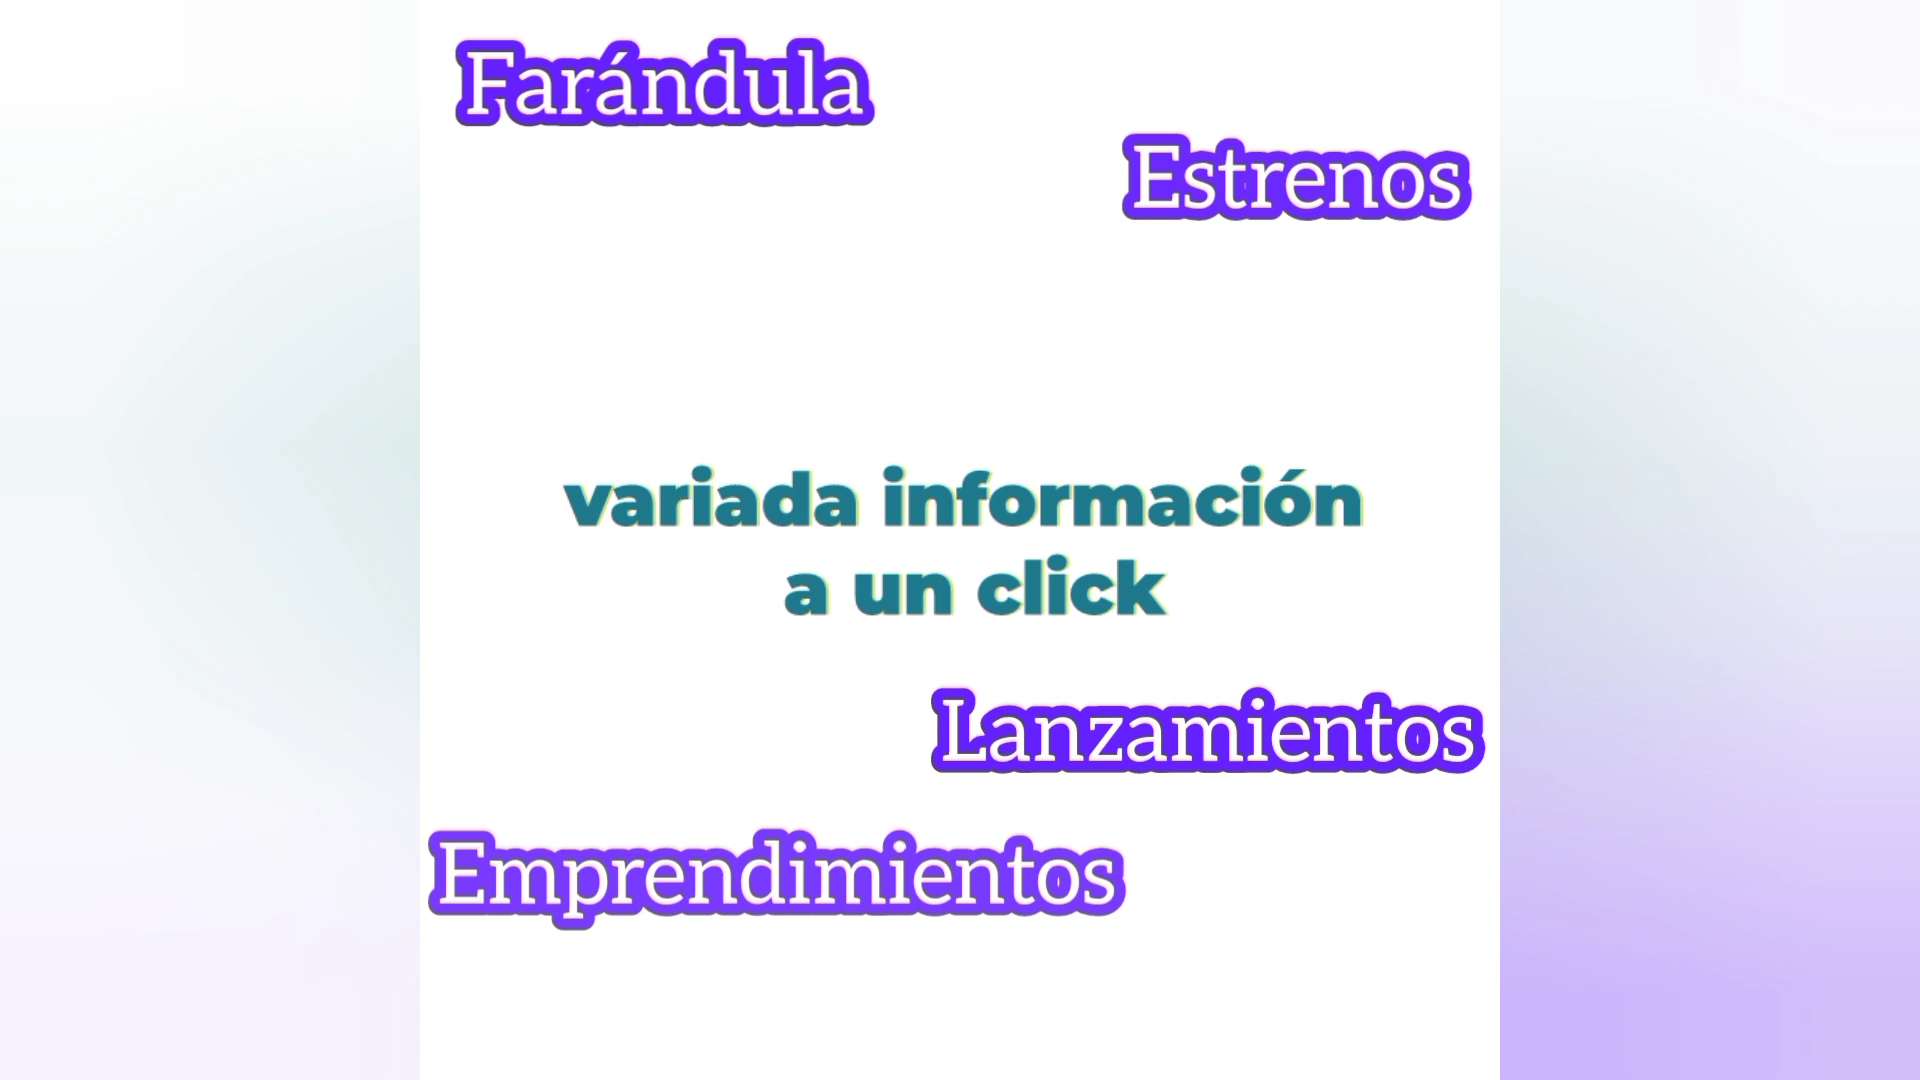 Farándula
Estrenos
variada información
a un click
Lanzamientos
Emprendimientos